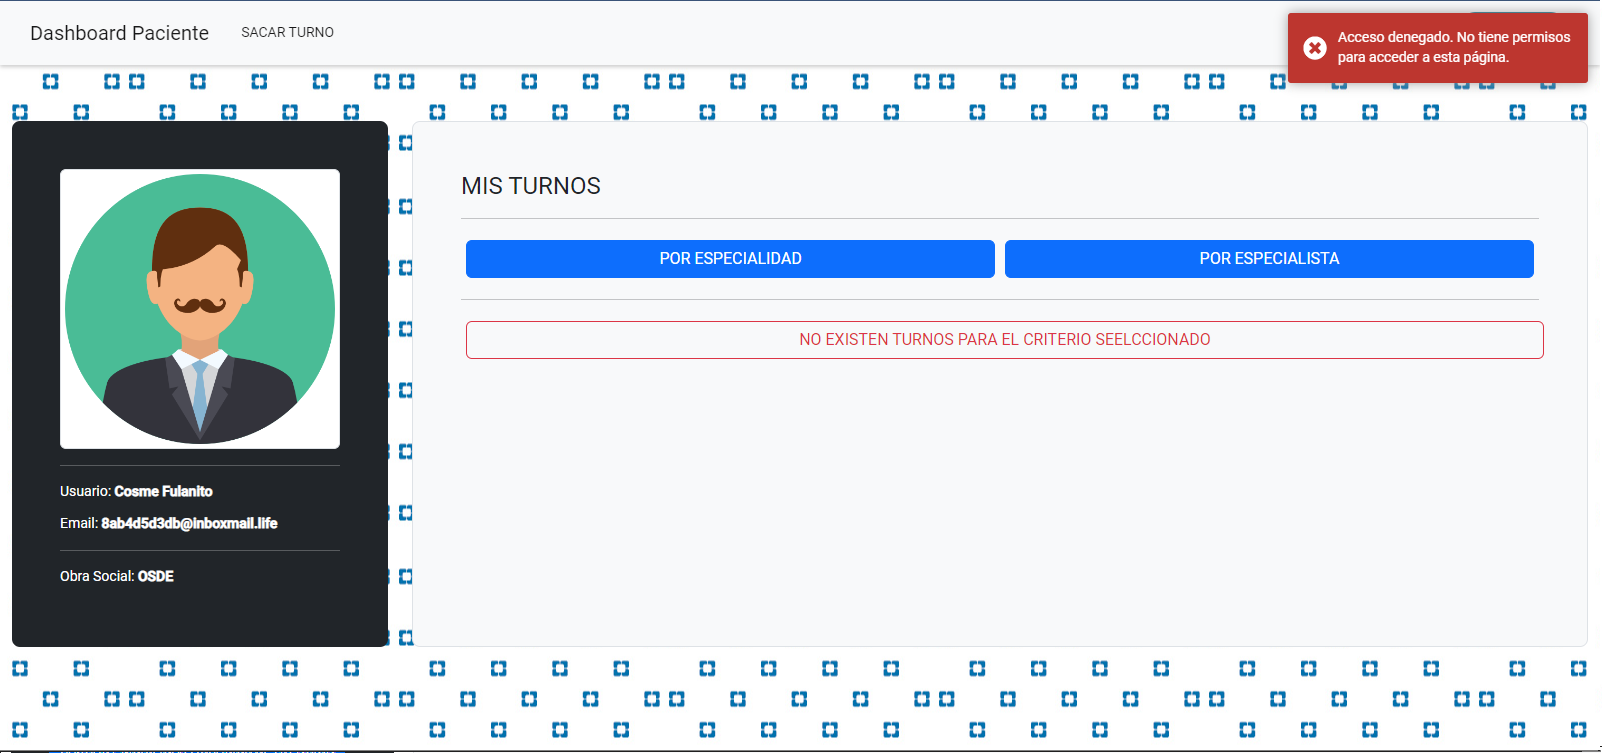 Dashboard Paciente
SACAR TURNO
Acceso denegado. No tiene permisos
para acceder a esta página.
MIS TURNOS
POR ESPECIALIDAD
POR ESPECIALISTA
NO EXISTEN TURNOS PARA EL CRITERIO SEELCCIONADO
Usuario: Cosme Fulanito
Email: 8ab4d5d3db@inboxmail.life
Obra Social: OSDE